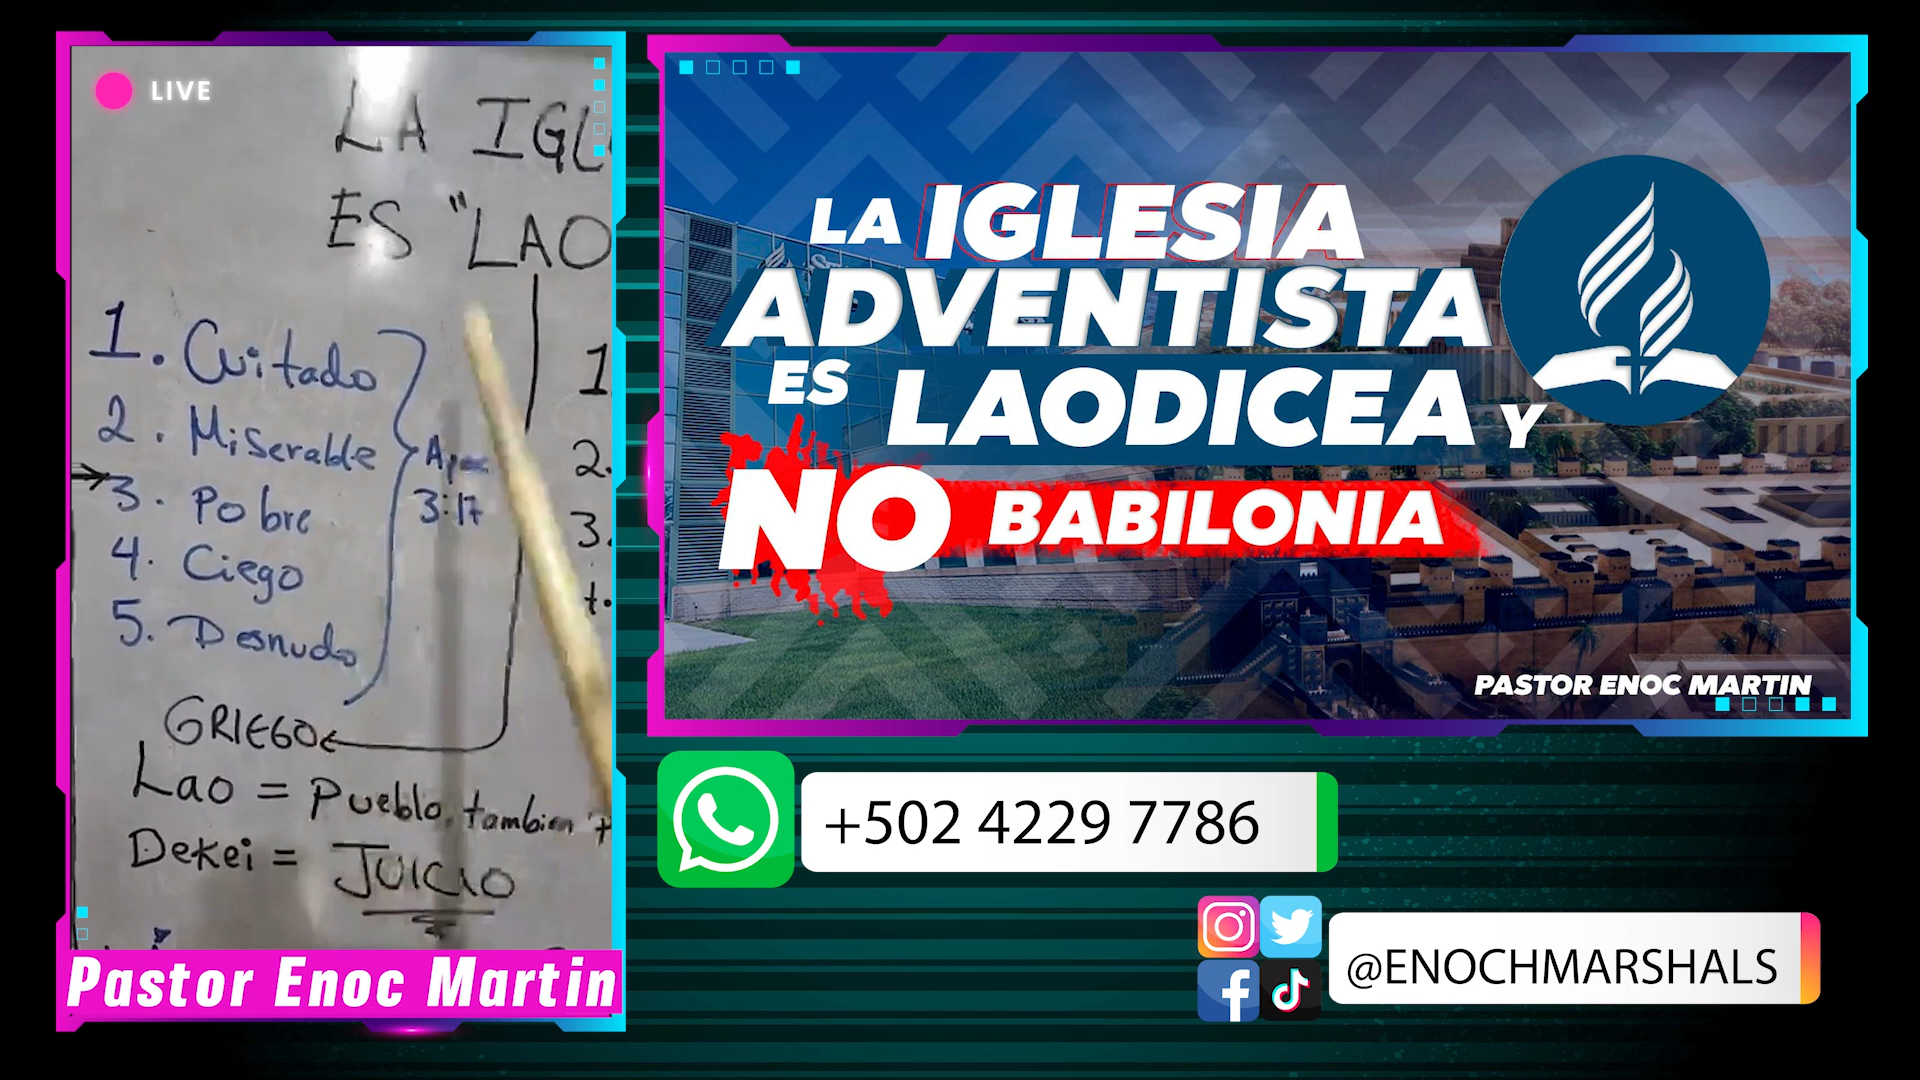 LIVE
LA IGL
ES "LAO
1. Cuitado
2. Miserable
3. Pobre
4. Ciego
5. Desnudo
Apoc
3:17
1
2.
3.
GRIEGO
Lao = Pueblo, tambien
Dekei = JUICIO
Pastor Enoc Martin
LA IGLESIA
ADVENTISTA
ES LAODICEA Y
NO BABILONIA
PASTOR ENOC MARTIN
+502 4229 7786
@ENOCHMARSHALS